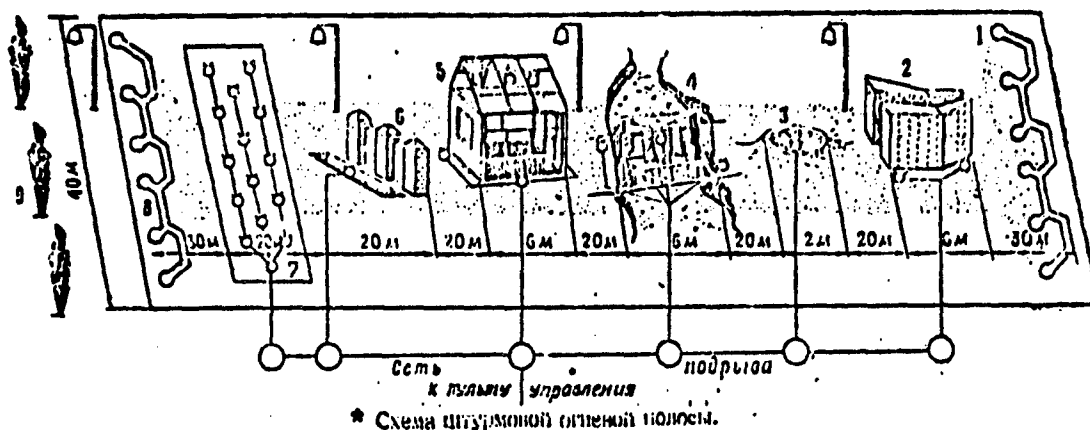 1
2
3
4
5
6
7
8
9
40м
30м 20м 20м 20м 6м 20м 6м 20м 2м 20м 6м 30м
Сеть подрыва
к пульту управления
* Схема штурмовой огненой полосы.